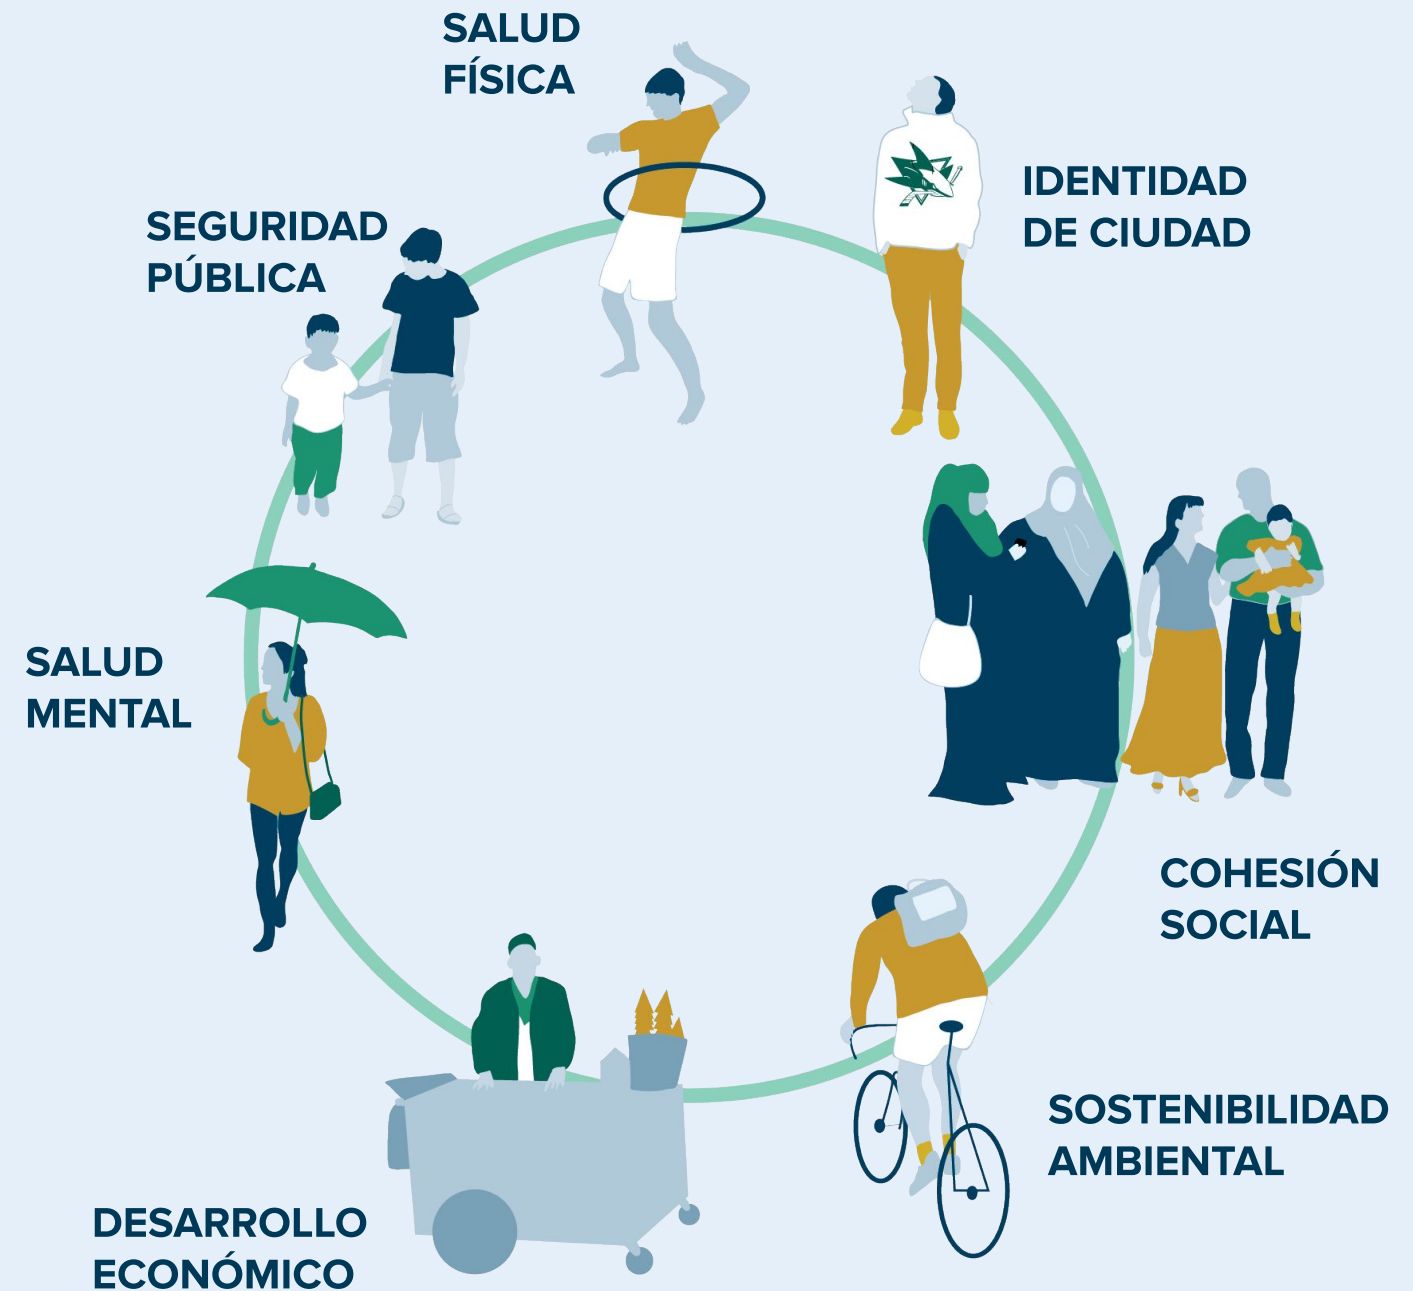 SALUD
FÍSICA
IDENTIDAD
DE CIUDAD
SEGURIDAD
PÚBLICA
SALUD
MENTAL
COHESIÓN
SOCIAL
SOSTENIBILIDAD
AMBIENTAL
DESARROLLO
ECONÓMICO